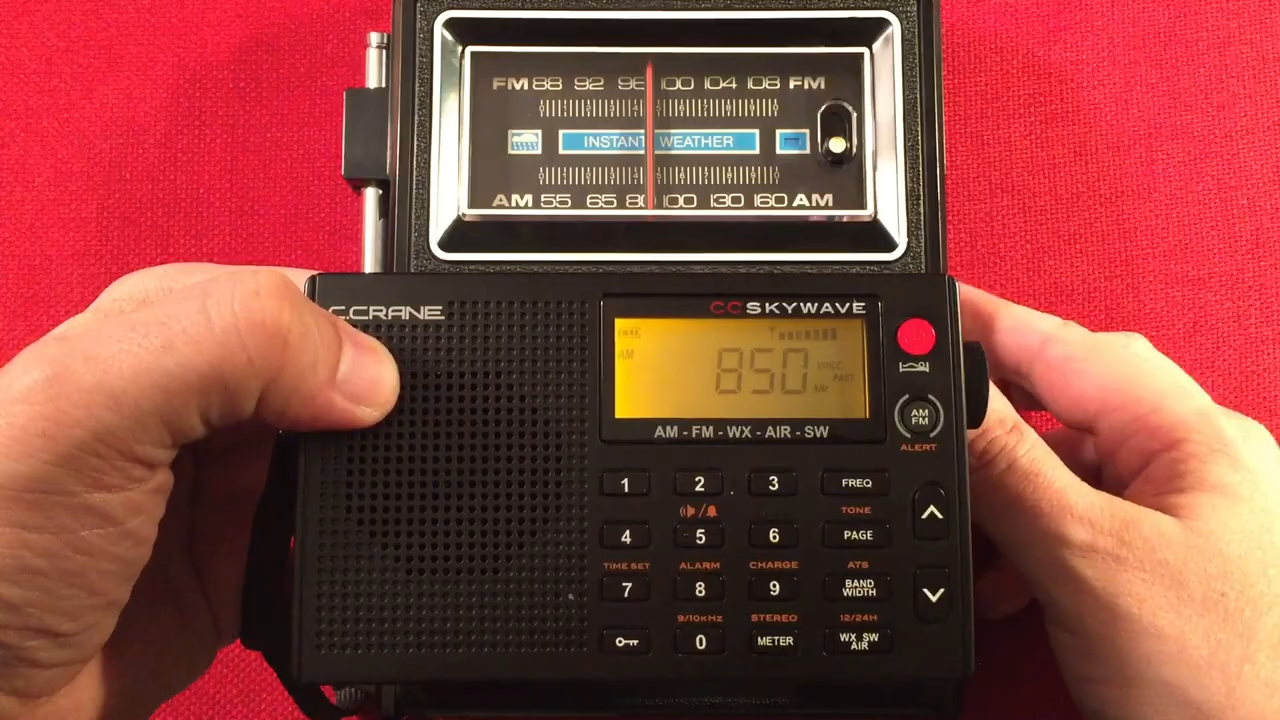 FM 88 92 96 100 104 108 FM
INSTANT WEATHER
AM 55 65 80 100 130 160 AM
C.CRANE
CCSKYWAVE
AM
850
AM - FM - WX - AIR - SW
AM
FM
ALERT
1 2 3 FREQ
TONE
4 5 6 PAGE
TIME SET ALARM CHARGE ATS
7 8 9 BAND
WIDTH
9/10KHZ STEREO 12/24H
0 METER WX SW
AIR